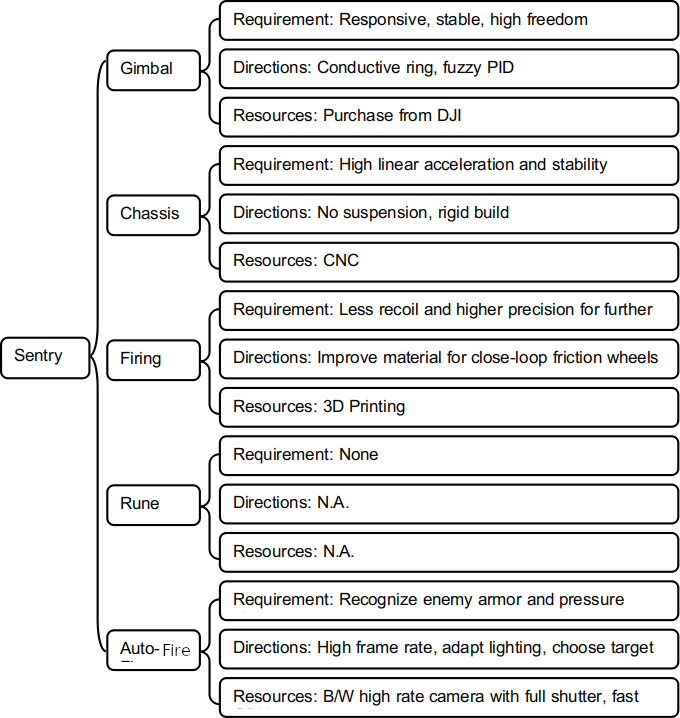 Requirement: Responsive, stable, high freedom
Gimbal
Directions: Conductive ring, fuzzy PID
Resources: Purchase from DJI
Requirement: High linear acceleration and stability
Chassis
Directions: No suspension, rigid build
Resources: CNC
Requirement: Less recoil and higher precision for further
Sentry
Firing
Directions: Improve material for close-loop friction wheels
Resources: 3D Printing
Requirement: None
Rune
Directions: N.A.
Resources: N.A.
Requirement: Recognize enemy armor and pressure
Auto-Fire
Directions: High frame rate, adapt lighting, choose target
Resources: B/W high rate camera with full shutter, fast